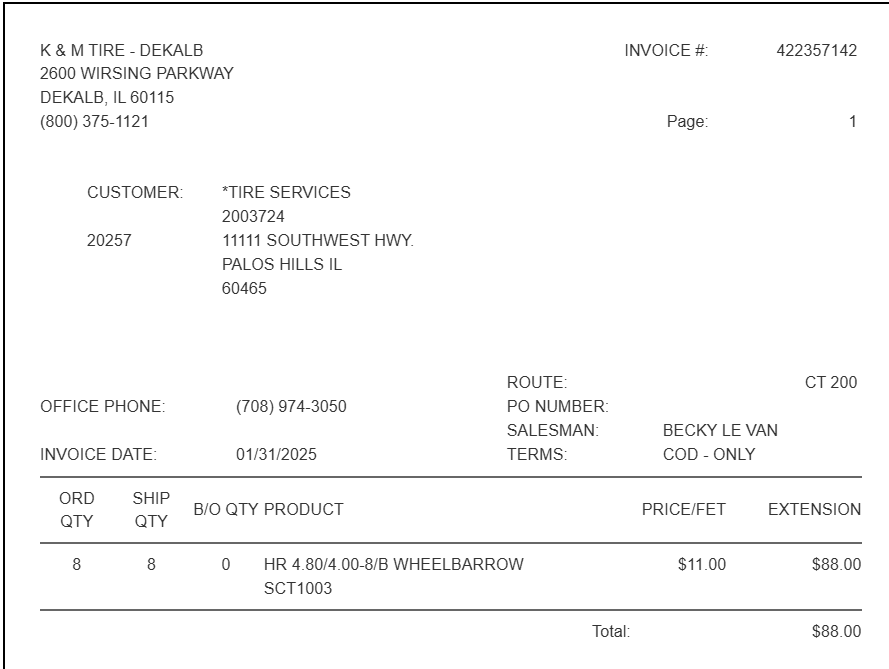 K & M TIRE - DEKALB INVOICE #: 422357142
2600 WIRSING PARKWAY
DEKALB, IL 60115
(800) 375-1121 Page: 1
CUSTOMER: *TIRE SERVICES
2003724
20257 11111 SOUTHWEST HWY.
PALOS HILLS IL
60465
ROUTE: CT 200
OFFICE PHONE: (708) 974-3050 PO NUMBER:
SALESMAN: BECKY LE VAN
INVOICE DATE: 01/31/2025 TERMS: COD - ONLY
ORD QTY SHIP QTY B/O QTY PRODUCT PRICE/FET EXTENSION
8 8 0 HR 4.80/4.00-8/B WHEELBARROW $11.00 $88.00
SCT1003
Total: $88.00